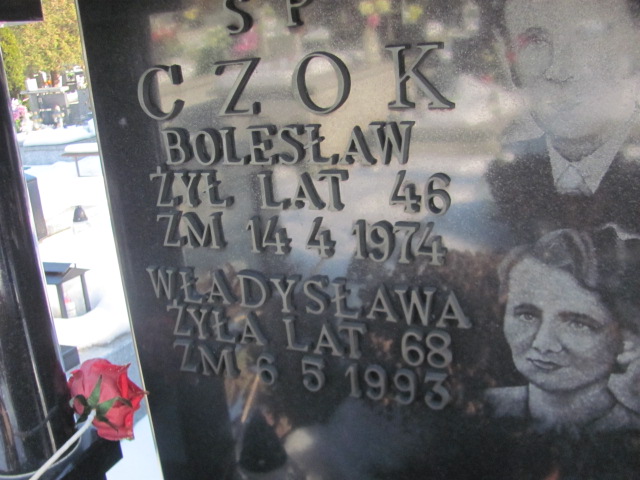 Ś P
CZOK
BOLESŁAW
ŻYŁ LAT 46
ZM 14 4 1974
WŁADYSŁAWA
ŻYŁA LAT 68
ZM 6 5 1993